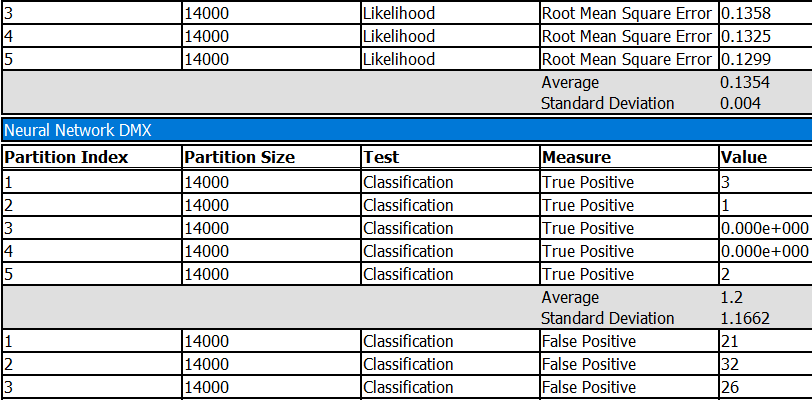 3 14000 Likelihood Root Mean Square Error 0.1358
4 14000 Likelihood Root Mean Square Error 0.1325
5 14000 Likelihood Root Mean Square Error 0.1299
Average 0.1354
Standard Deviation 0.004
Neural Network DMX
Partition Index Partition Size Test Measure Value
1 14000 Classification True Positive 3
2 14000 Classification True Positive 1
3 14000 Classification True Positive 0.000e+000
4 14000 Classification True Positive 0.000e+000
5 14000 Classification True Positive 2
Average 1.2
Standard Deviation 1.1662
1 14000 Classification False Positive 21
2 14000 Classification False Positive 32
3 14000 Classification False Positive 26